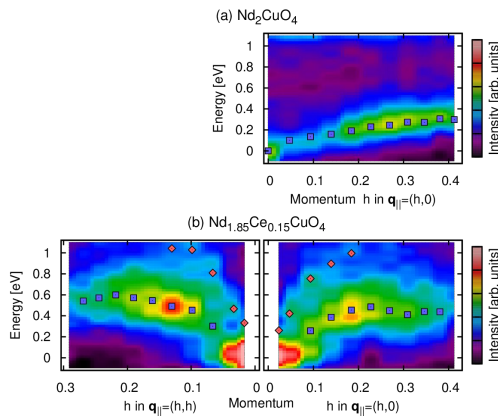 (a) Nd₂CuO₄
Energy [eV]
1
0.8
0.6
0.4
0.2
0
0.0 0.1 0.2 0.3 0.4
Momentum h in q||=(h,0)
Intensity [arb. units]
(b) Nd₁.₈₅Ce₀.₁₅CuO₄
Energy [eV]
1
0.8
0.6
0.4
0.2
0
0.3 0.2 0.1 0 0 0.1 0.2 0.3 0.4
h in q||=(h,h) Momentum h in q||=(h,0)
Intensity [arb. units]